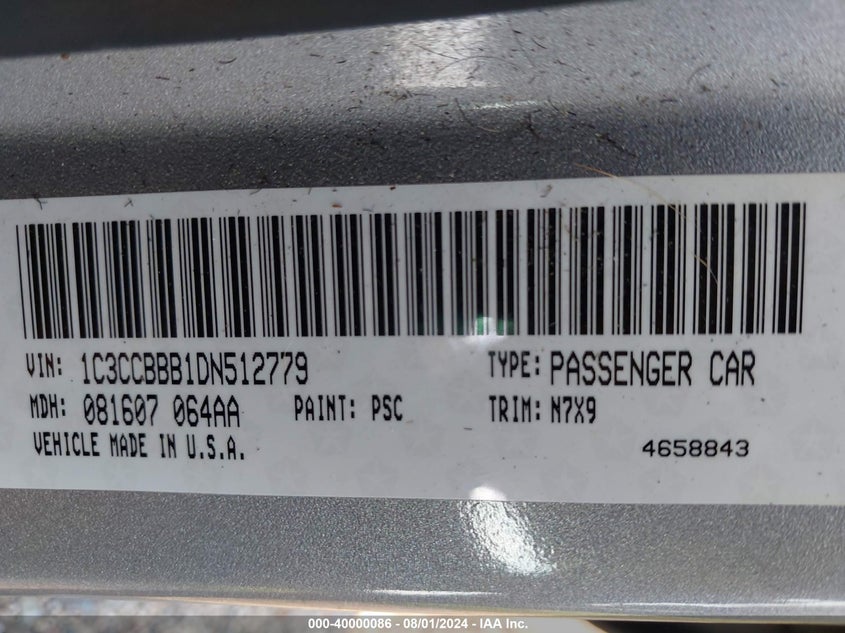 VIN: 1C3CCBBB1DN512779 TYPE: PASSENGER CAR
MDH: 081607 064AA PAINT: PSC TRIM: N7X9
VEHICLE MADE IN U.S.A. 4658843
000-40000086 - 08/01/2024 - IAA Inc.